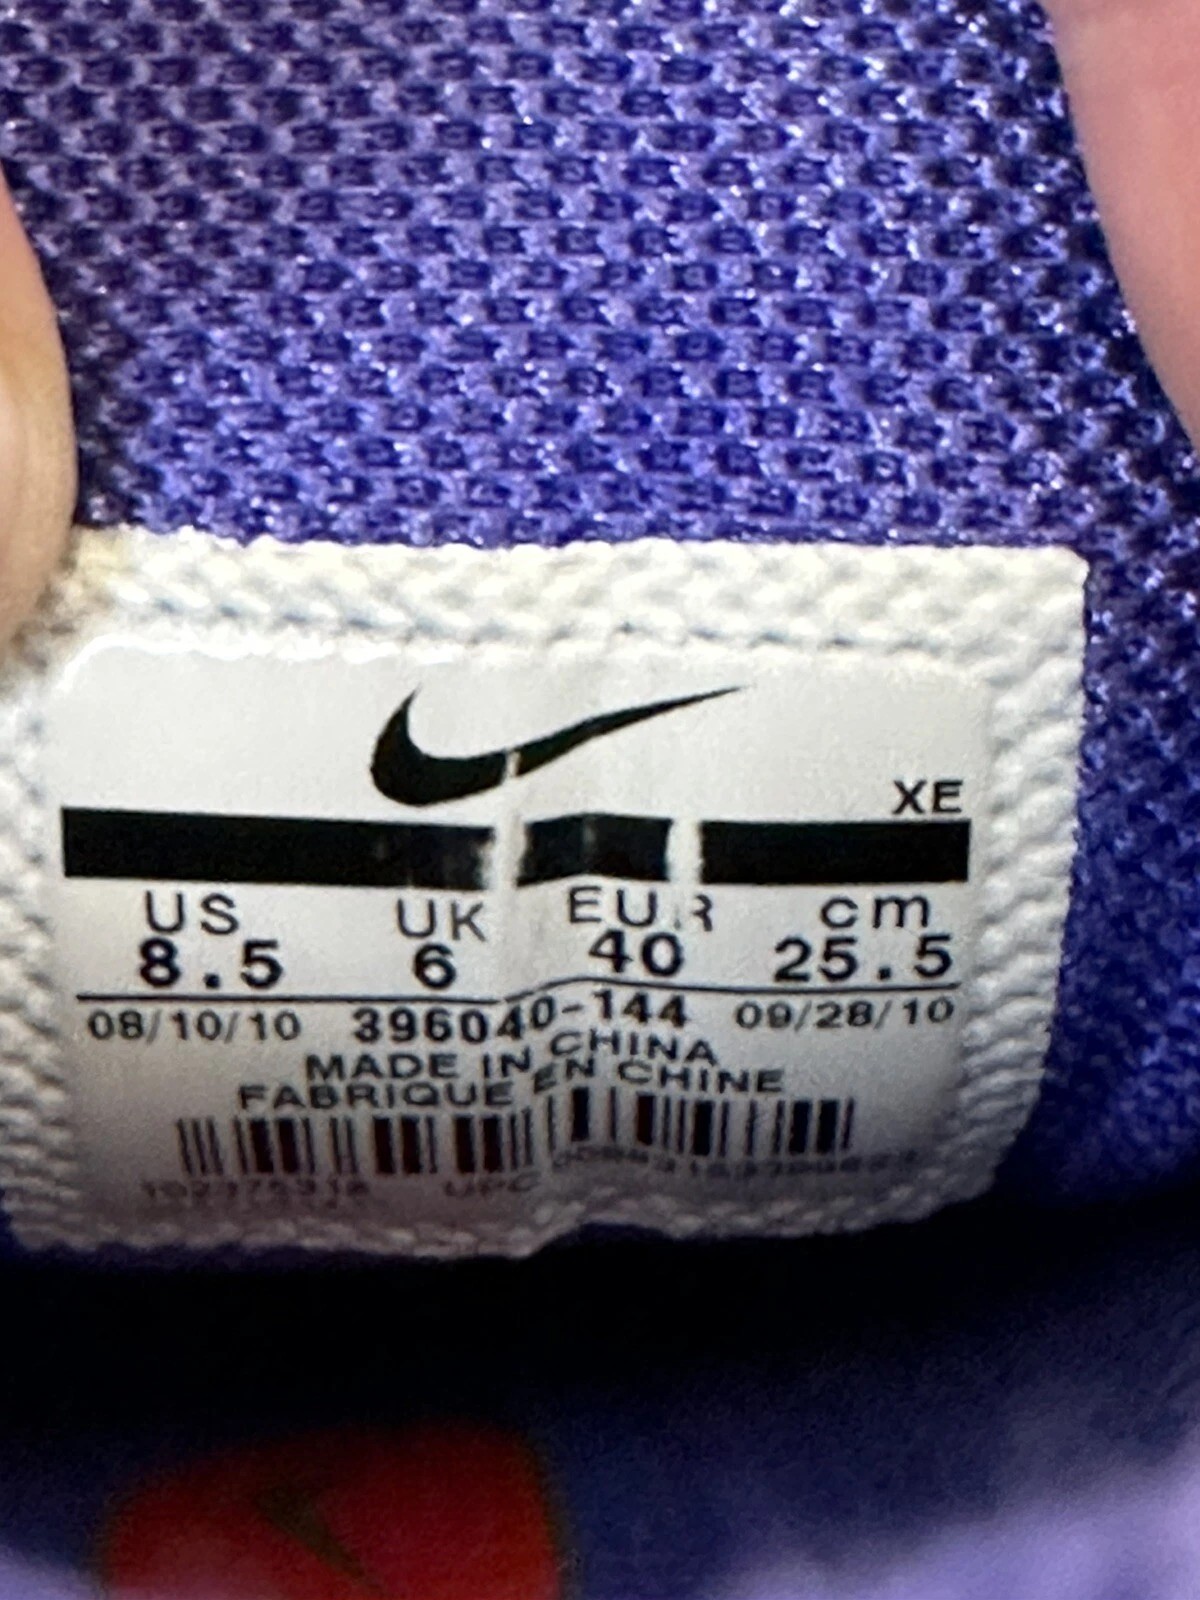 XE
US UK EUR cm
8.5 6 40 25.5
08/10/10 396040-144 09/28/10
MADE IN CHINA
FABRIQUE EN CHINE
UPC